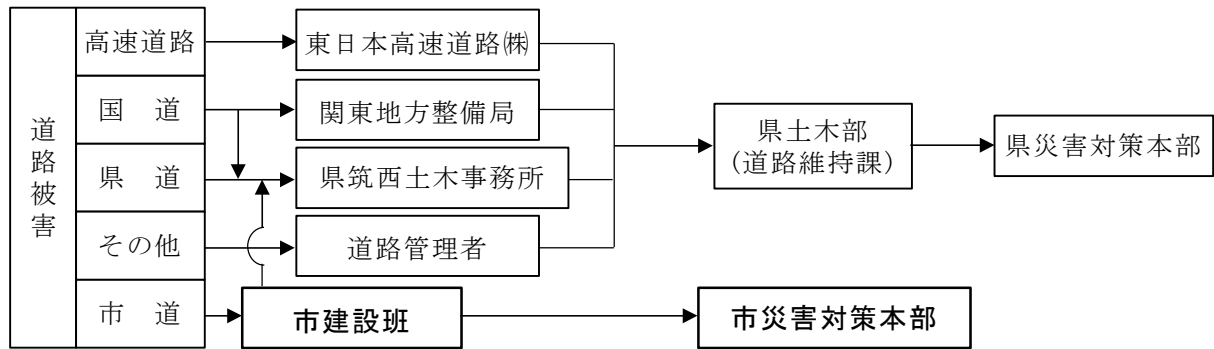 道路被害
高速道路
東日本高速道路㈱
国　道
関東地方整備局
県　道
県筑西土木事務所
その他
道路管理者
市　道
市建設班
県土木部
(道路維持課)
県災害対策本部
市災害対策本部